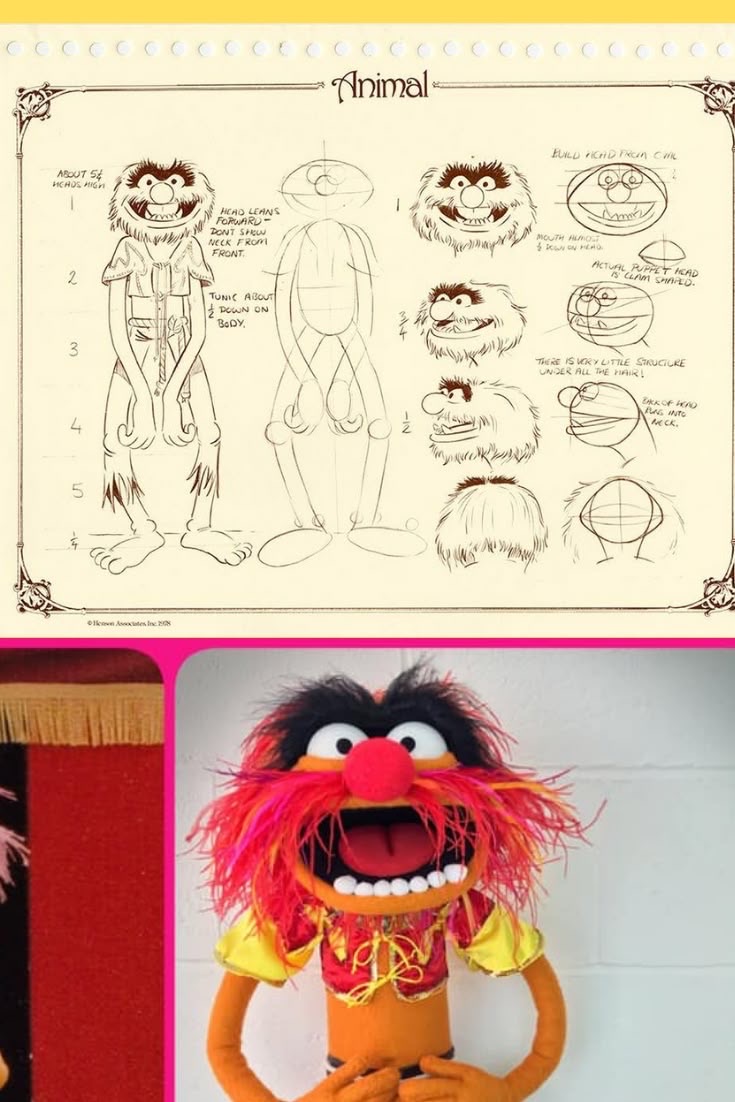 Animal
ABOUT 5¼
HEADS HIGH
1
2
3
4
5
¼
HEAD LEANS
FORWARD –
DONT SHOW
NECK FROM
FRONT.
TUNIC ABOUT
½ DOWN ON
BODY.
1
¾
½
BUILD HEAD FROM OVAL
MOUTH ALMOST
½ DOWN ON HEAD.
ACTUAL PUPPET HEAD
IS CLAM SHAPED.
THERE IS VERY LITTLE STRUCTURE
UNDER ALL THE HAIR!
BACK OF HEAD
RUNS INTO
NECK.
© Henson Associates, Inc. 1978